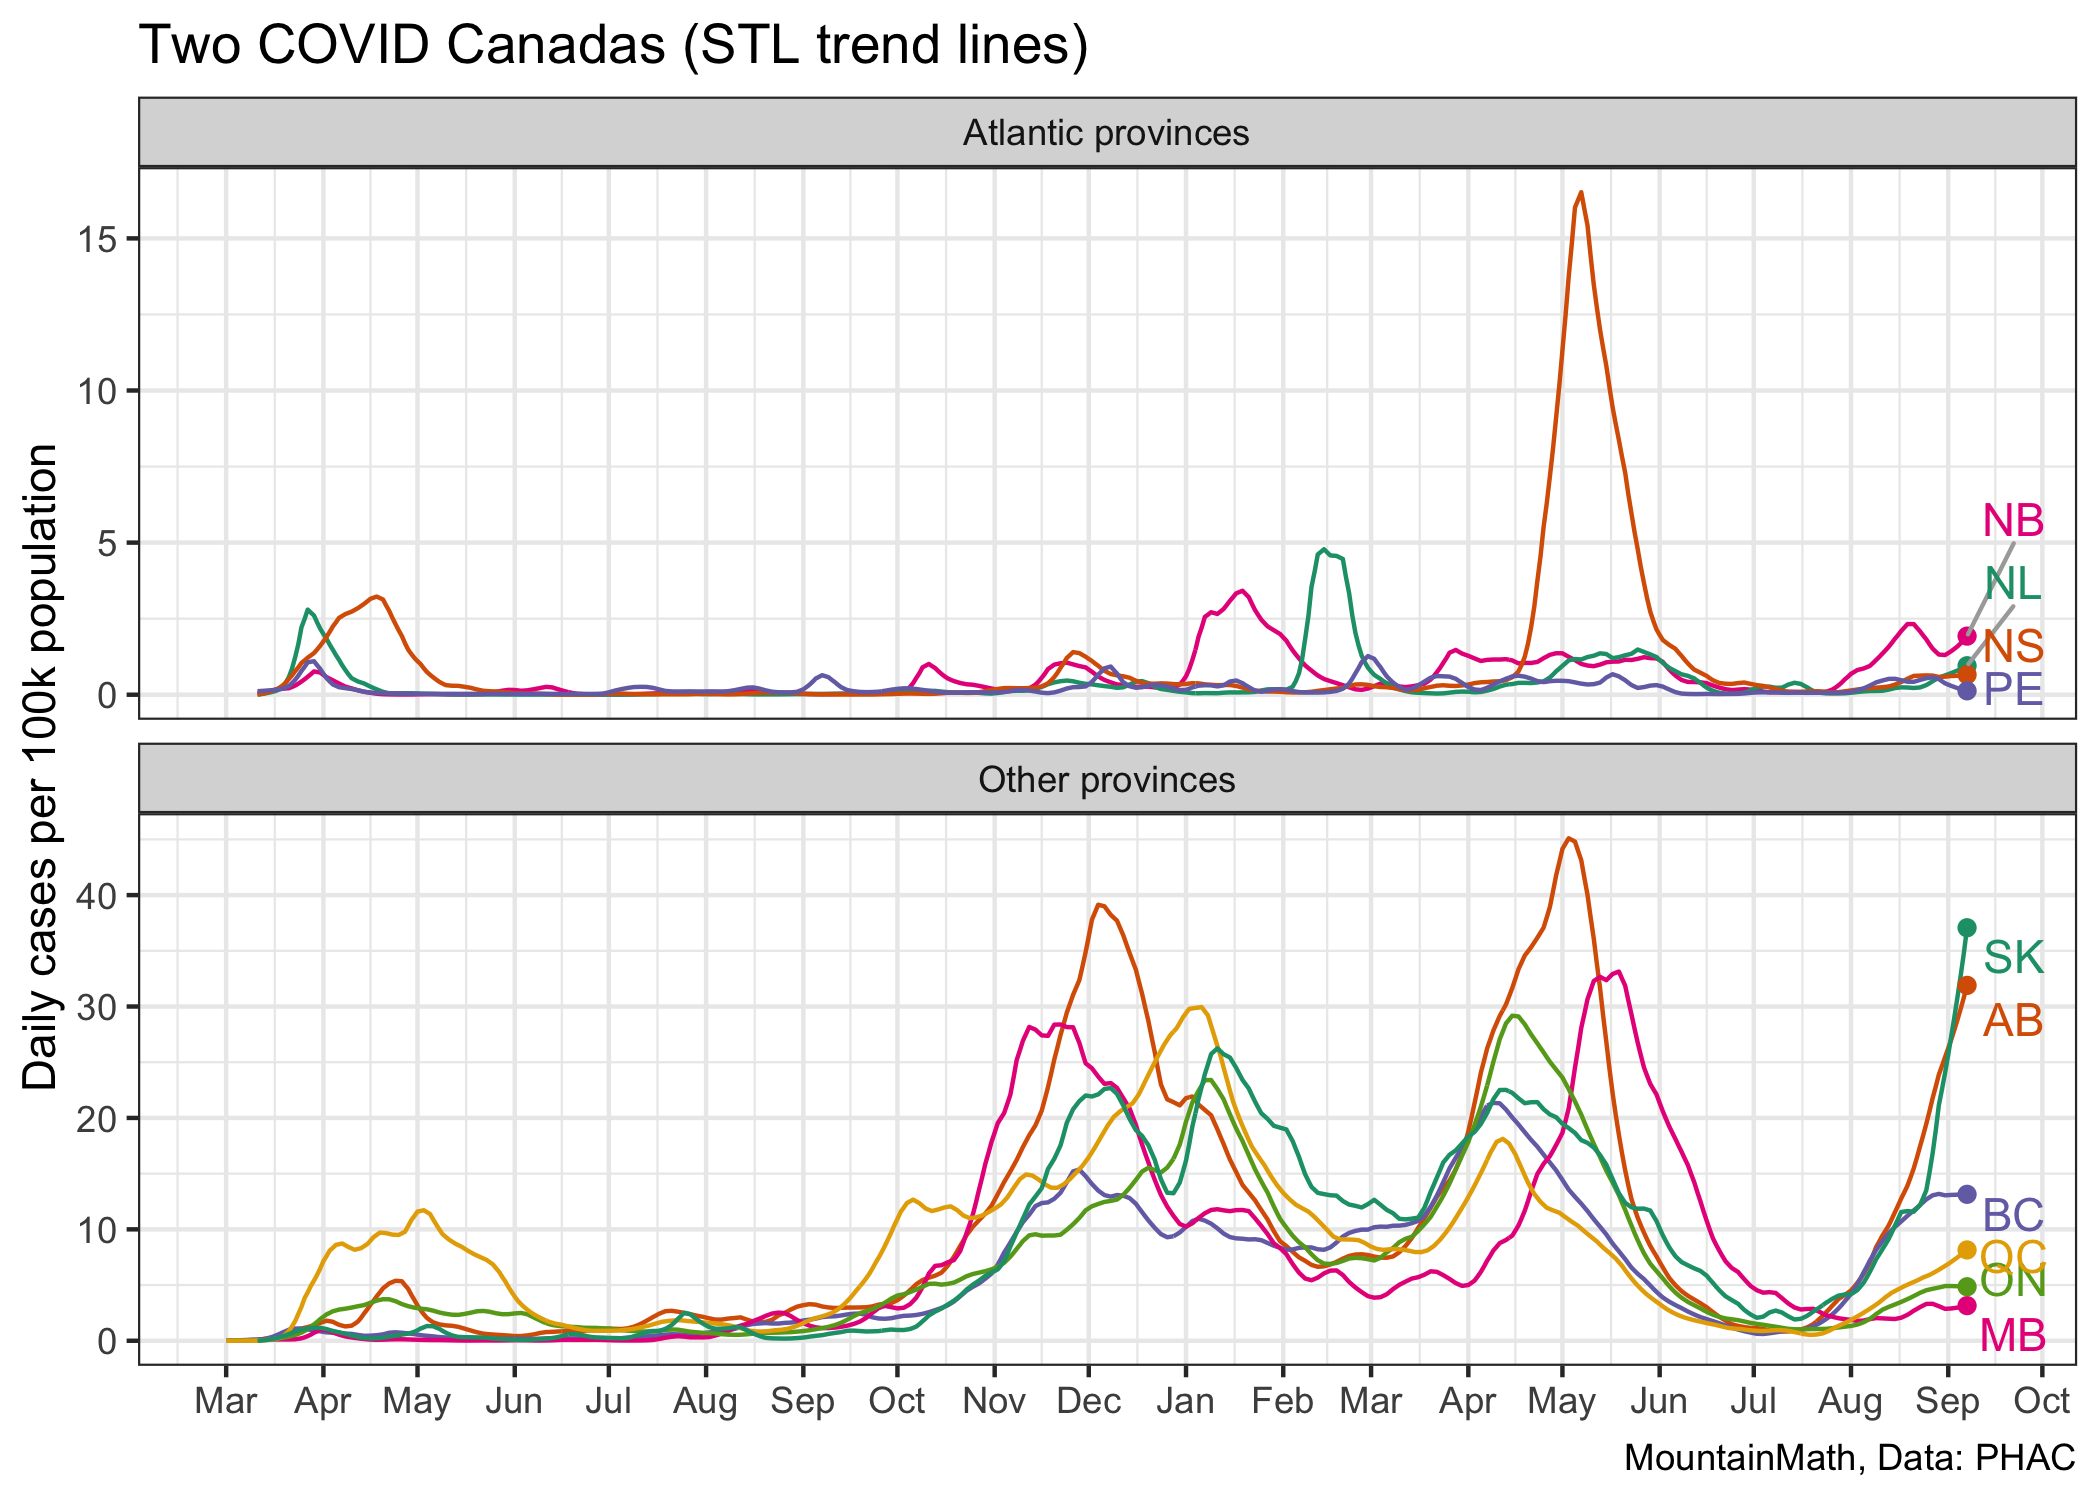 Two COVID Canadas (STL trend lines)
Atlantic provinces
15
10
5
0
NB
NL
NS
PE
Daily cases per 100k population
Other provinces
40
30
20
10
0
SK
AB
BC
QC
ON
MB
Mar Apr May Jun Jul Aug Sep Oct Nov Dec Jan Feb Mar Apr May Jun Jul Aug Sep Oct
MountainMath, Data: PHAC